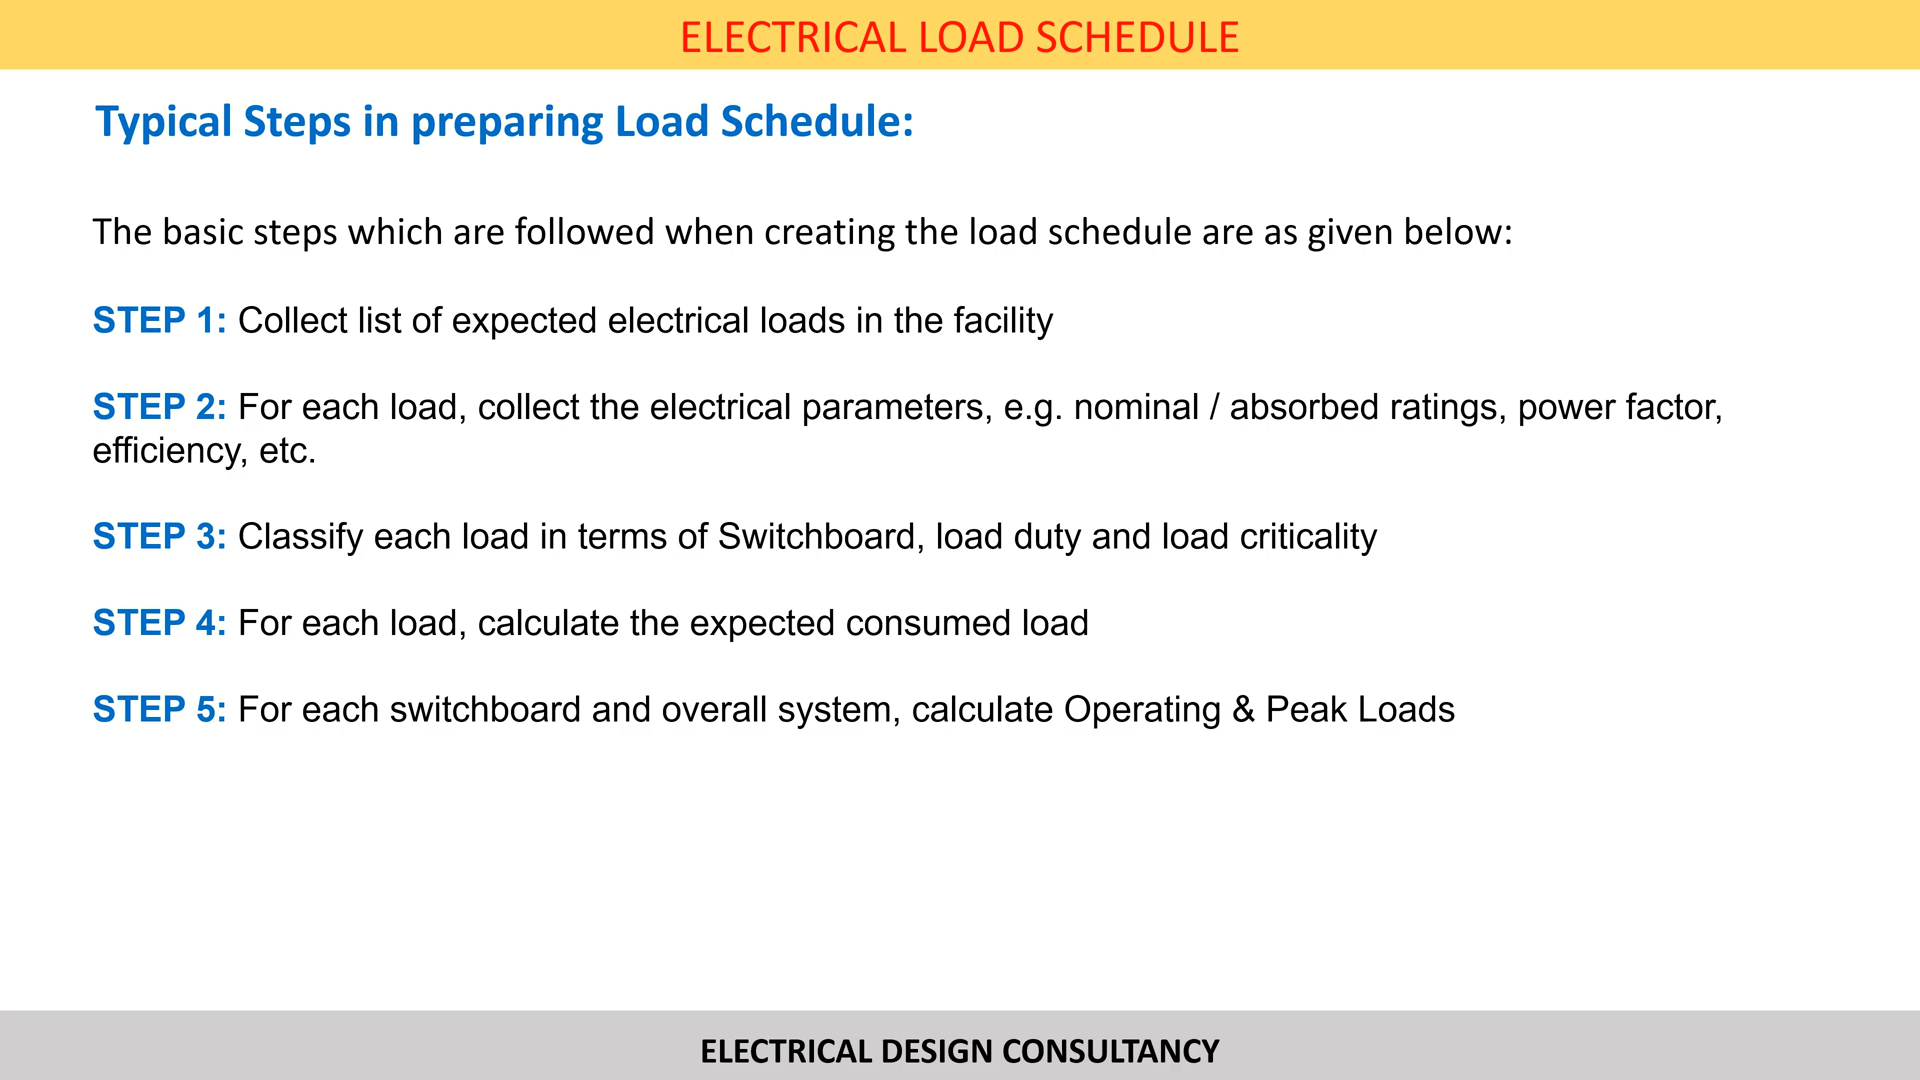 ELECTRICAL LOAD SCHEDULE
Typical Steps in preparing Load Schedule:
The basic steps which are followed when creating the load schedule are as given below:
STEP 1: Collect list of expected electrical loads in the facility
STEP 2: For each load, collect the electrical parameters, e.g. nominal / absorbed ratings, power factor,
efficiency, etc.
STEP 3: Classify each load in terms of Switchboard, load duty and load criticality
STEP 4: For each load, calculate the expected consumed load
STEP 5: For each switchboard and overall system, calculate Operating & Peak Loads
ELECTRICAL DESIGN CONSULTANCY